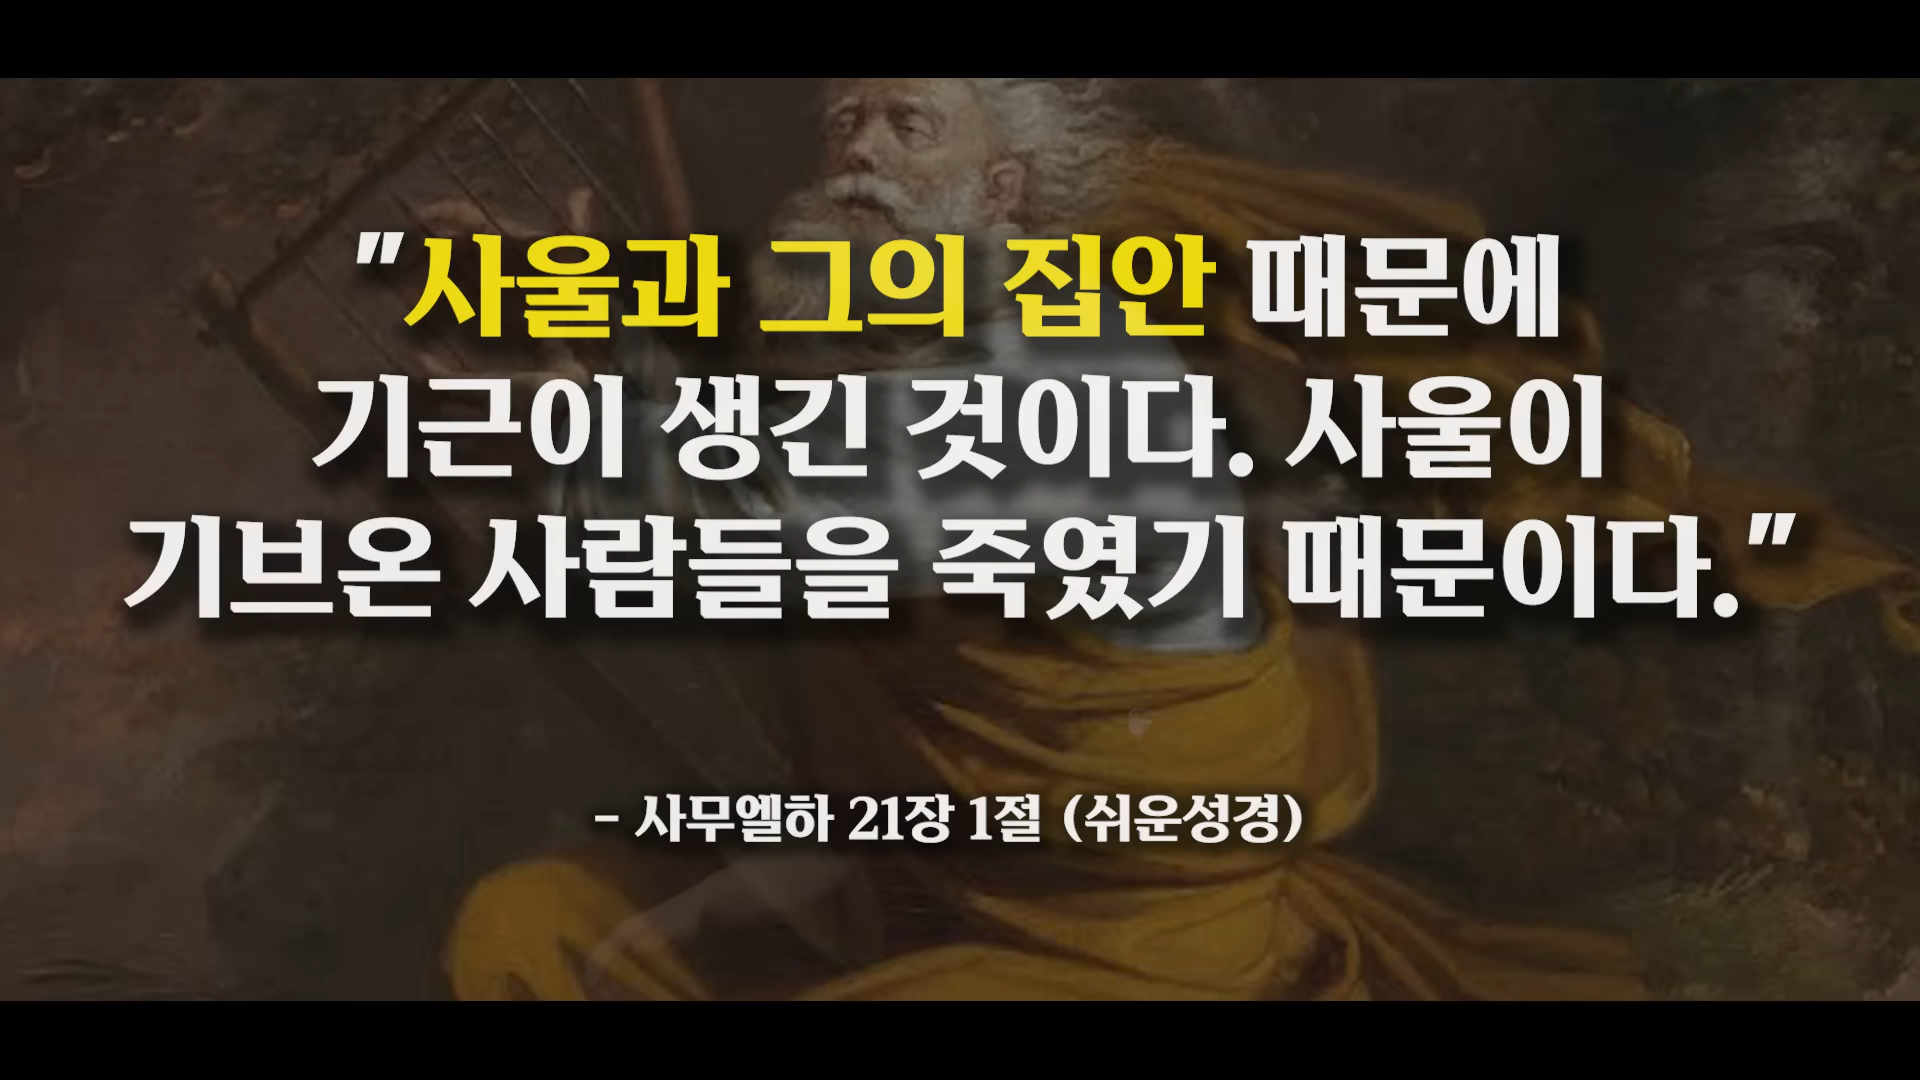 "사울과 그의 집안 때문에
기근이 생긴 것이다. 사울이
기브온 사람들을 죽였기 때문이다."
- 사무엘하 21장 1절 (쉬운성경)